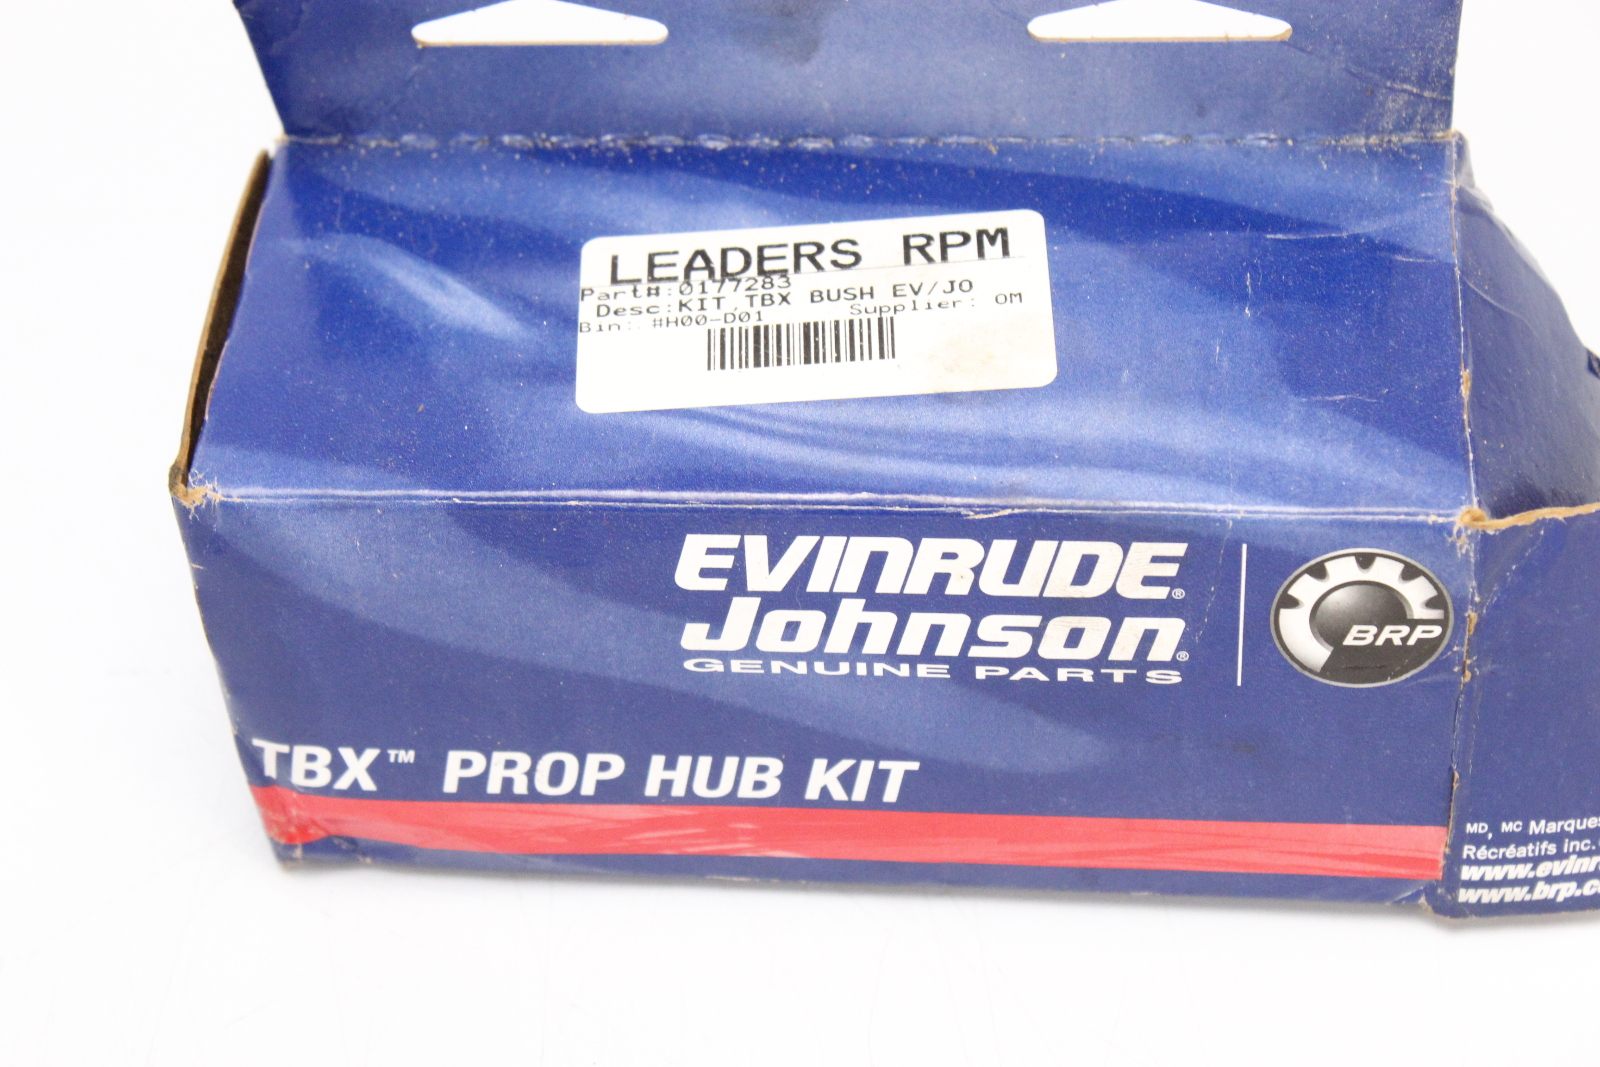 LEADERS RPM
Part#:0177283
Desc:KIT,TBX BUSH EV/JO
Bin: #H00-D01 Supplier: OM
EVINRUDE®
Johnson®
GENUINE PARTS
BRP
TBX™ PROP HUB KIT
MD, MC Marques
Récréatifs inc.
www.evinr
www.brp.c